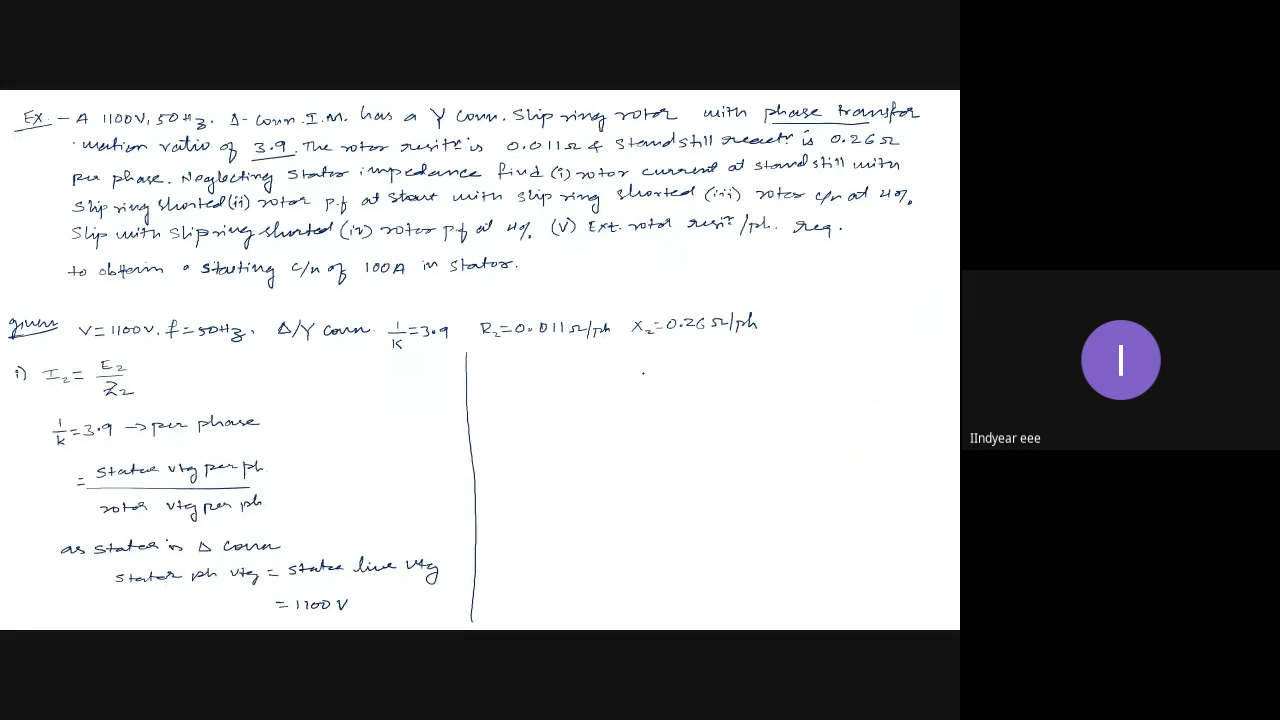 Ex. - A 1100V, 50Hz. Δ-conn. I.M. has a Y conn. Slip ring rotor with phase transfor
mation ratio of 3.9. The rotor resitᶜᵉ is 0.011Ω & Standstill reactⁿ is 0.26Ω
per phase. Neglecting Stator impedance find (i) rotor current at standstill with
Slip ring shorted (ii) rotor p.f at start with slip ring shorted (iii) rotor c/n at 4%
Slip with slip ring shorted (iv) rotor p.f at 4% (V) Ext. rotor resitᶜᵉ/ph. req.
to obtain a starting c/n of 100A in stator.
given V=1100V. f=50Hz. Δ/Y conn. 1/K=3.9 R₂=0.011Ω/ph X₂=0.26Ω/ph
i) I₂= E₂/Z₂
1/K=3.9 → per phase
= stator vtg per ph
rotor vtg per ph
as stator is Δ conn
stator ph vtg = stator line vtg
= 1100 V
I
IIndyear eee